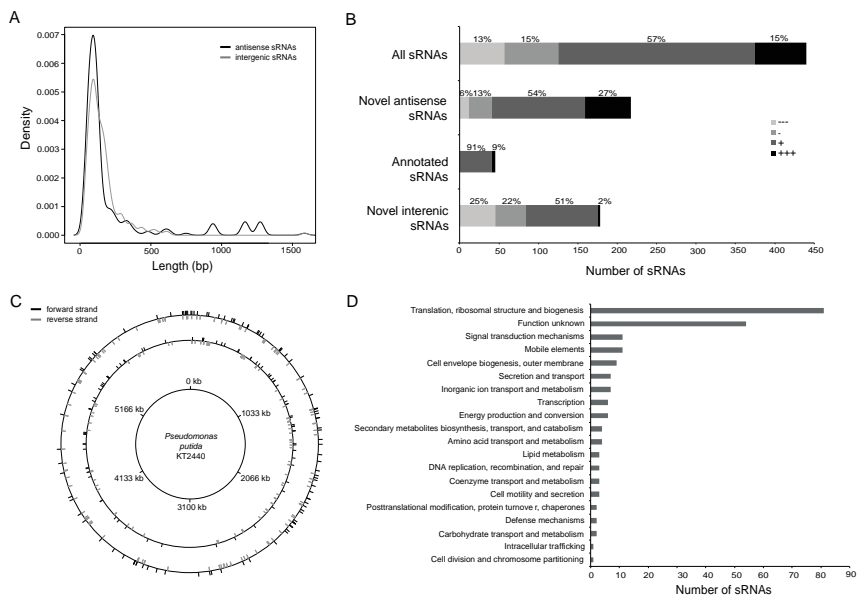 A
0.007
0.006
0.005
0.004
0.003
0.002
0.001
0.000
Density
0
500
1000
1500
Length (bp)
antisense sRNAs
intergenic sRNAs
B
All sRNAs
13%
15%
57%
15%
Novel antisense
sRNAs
6%
13%
54%
27%
Annotated
sRNAs
91%
9%
Novel interenic
sRNAs
25%
22%
51%
2%
---
-
+
+++
0
50
100
150
200
250
300
350
400
450
Number of sRNAs
C
forward strand
reverse strand
0 kb
1033 kb
2066 kb
3100 kb
4133 kb
5166 kb
Pseudomonas
putida
KT2440
D
Translation, ribosomal structure and biogenesis
Function unknown
Signal transduction mechanisms
Mobile elements
Cell envelope biogenesis, outer membrane
Secretion and transport
Inorganic ion transport and metabolism
Transcription
Energy production and conversion
Secondary metabolites biosynthesis, transport, and catabolism
Amino acid transport and metabolism
Lipid metabolism
DNA replication, recombination, and repair
Coenzyme transport and metabolism
Cell motility and secretion
Posttranslational modification, protein turnove r, chaperones
Defense mechanisms
Carbohydrate transport and metabolism
Intracellular trafficking
Cell division and chromosome partitioning
0
10
20
30
40
50
60
70
80
90
Number of sRNAs